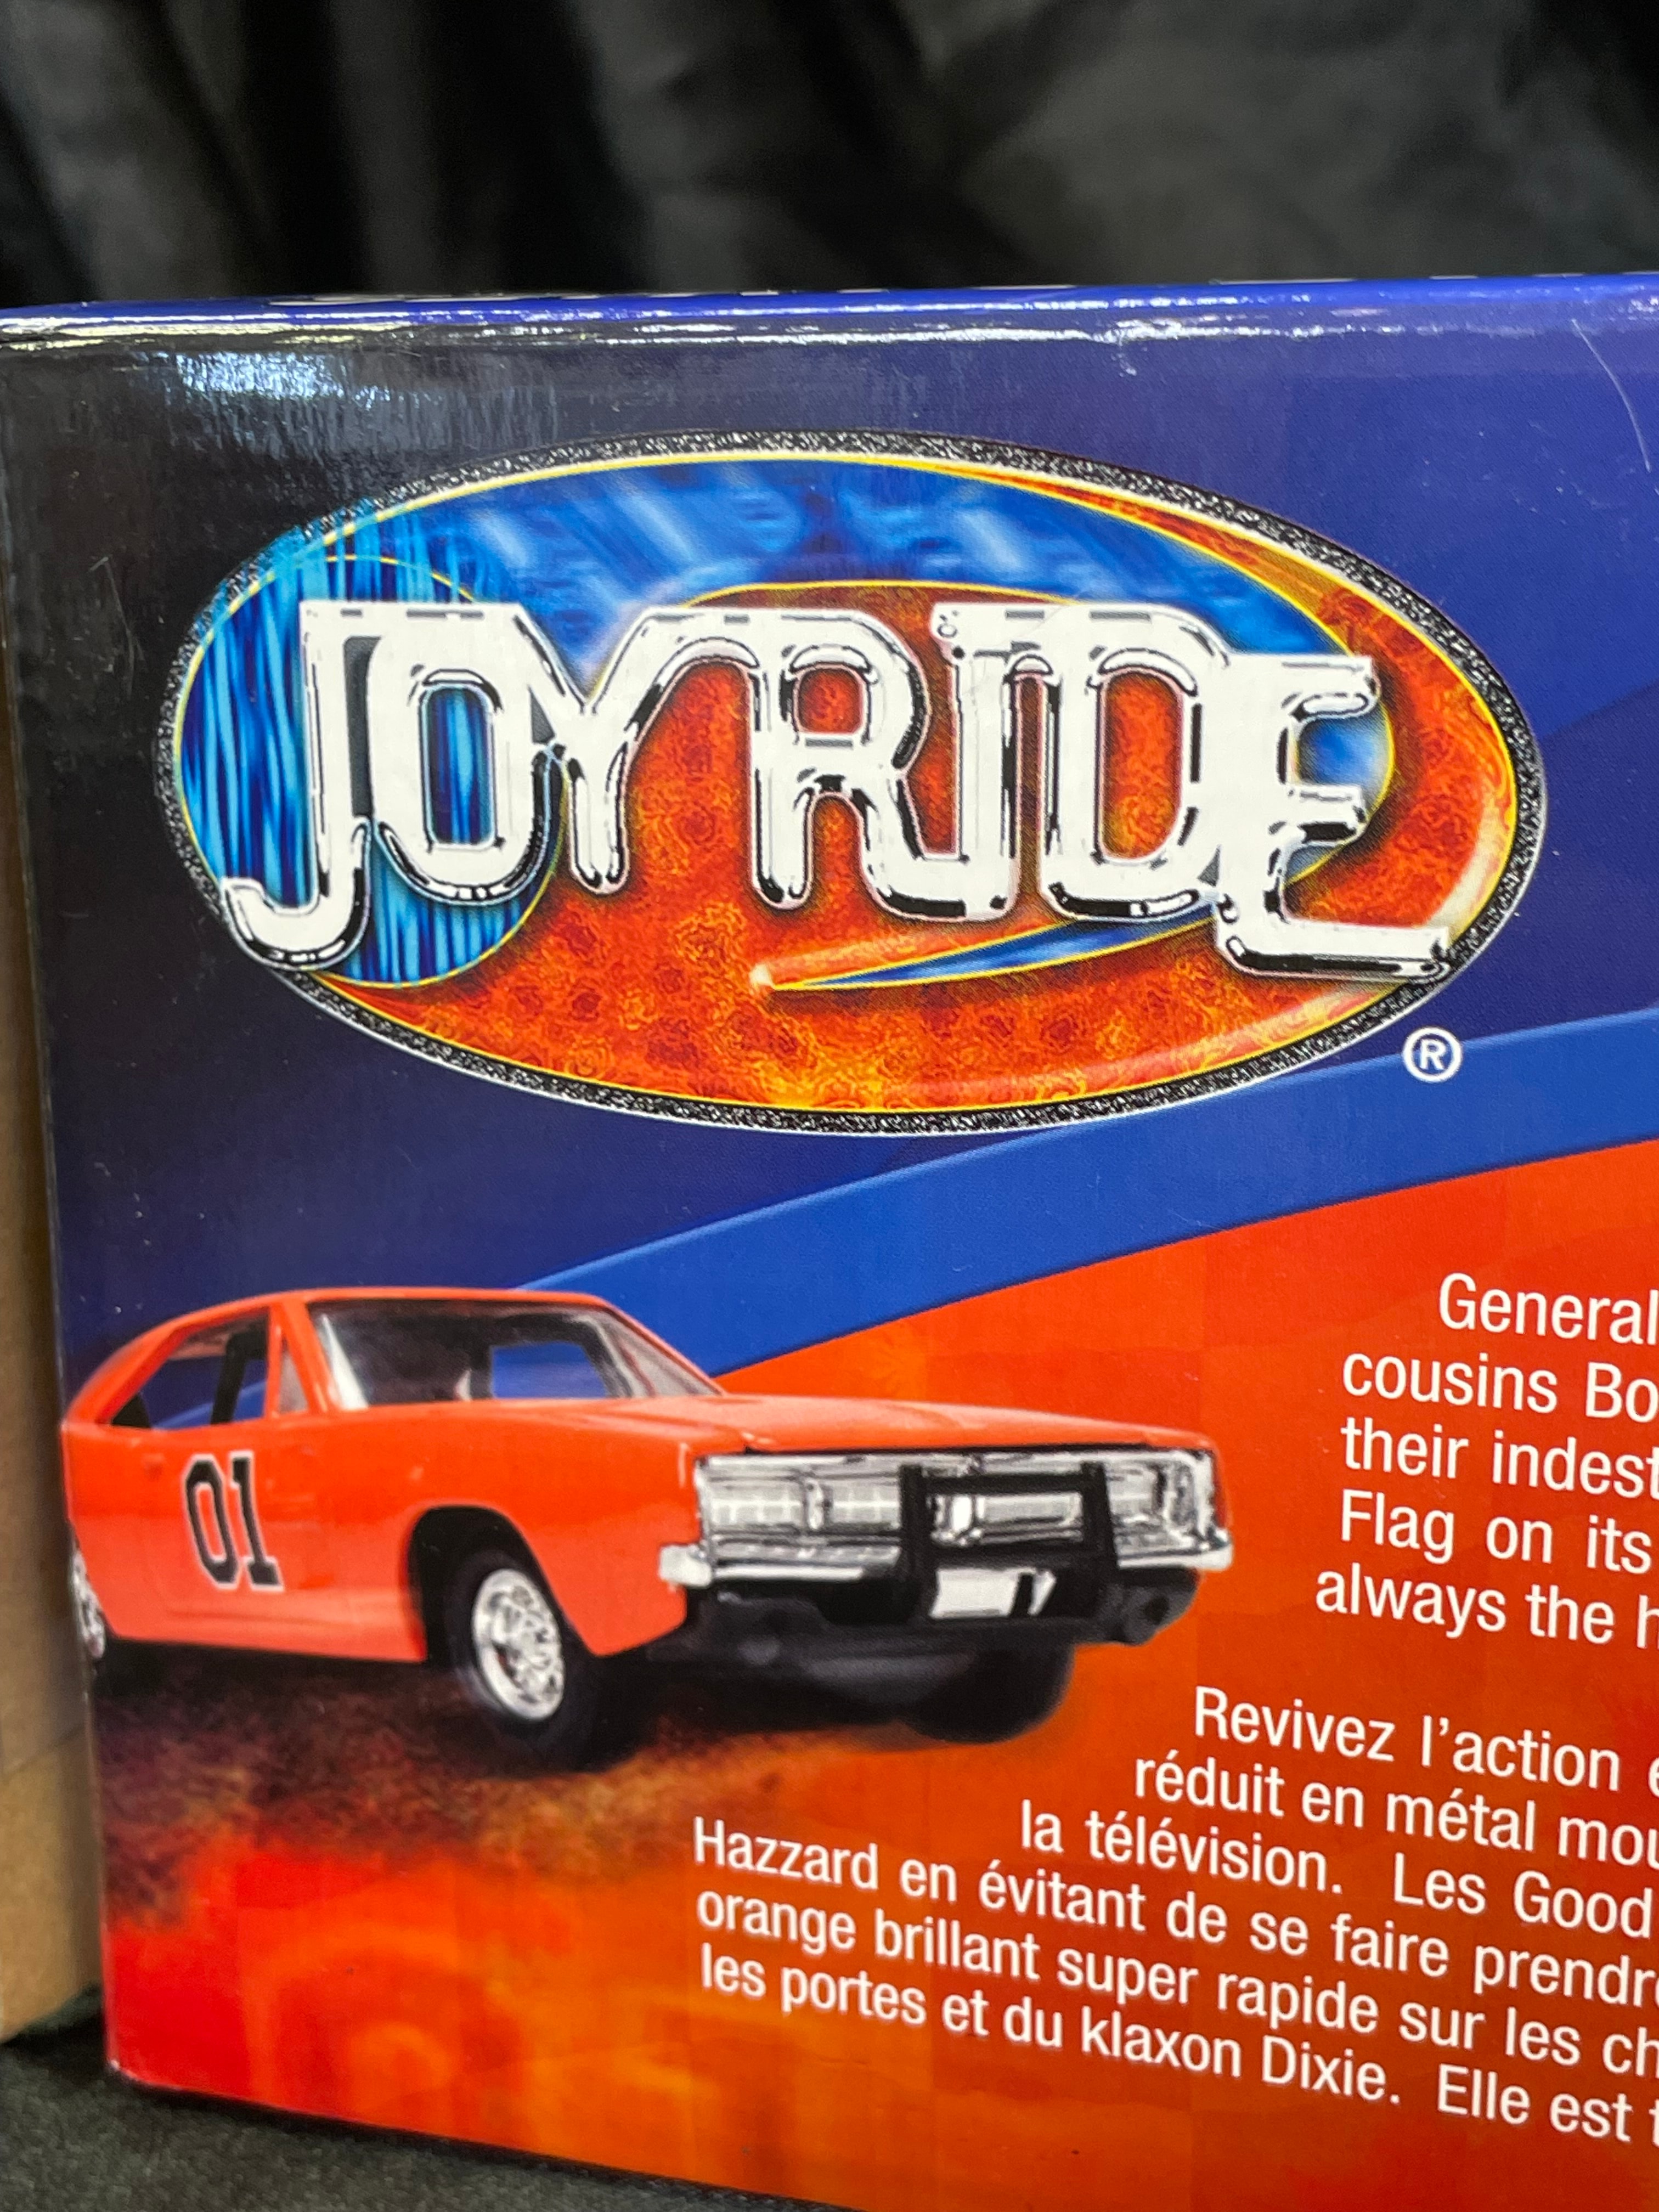 JOYRIDE
®
General
cousins Bo
their indest
Flag on its
always the h
01
Revivez l'action
réduit en métal mou
la télévision. Les Good
Hazzard en évitant de se faire prendre
orange brillant super rapide sur les ch
les portes et du klaxon Dixie. Elle est